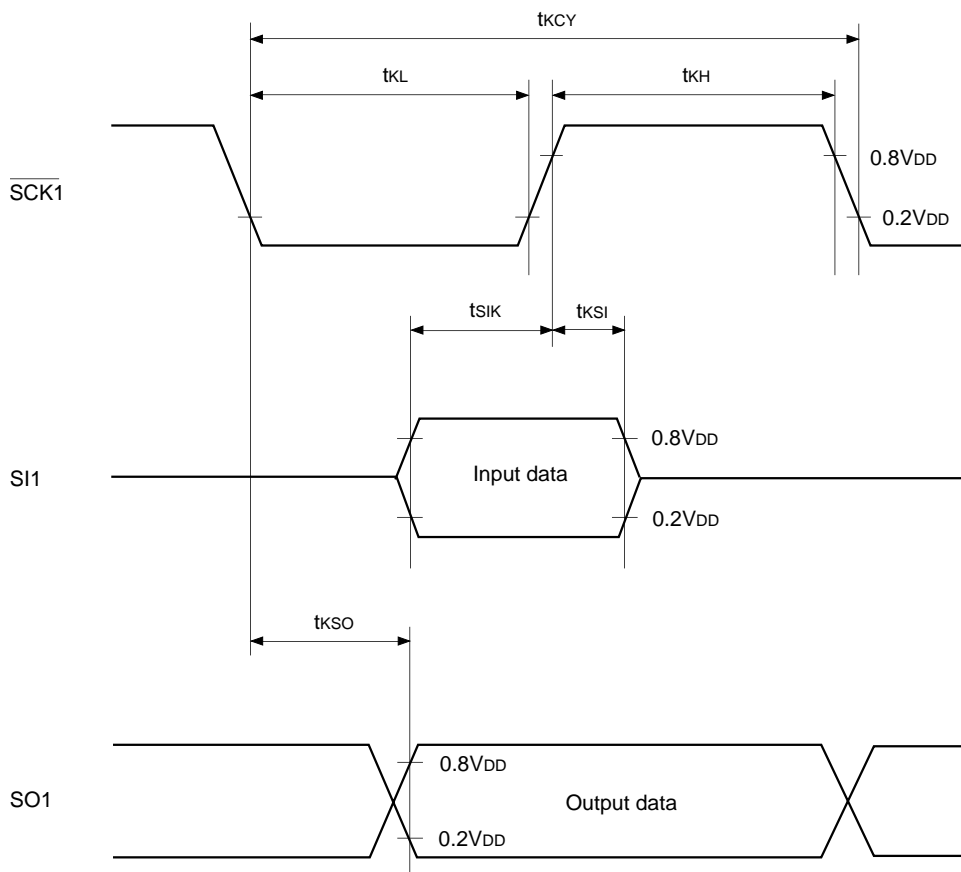 tKCY
tKL
tKH
SCK1
0.8VDD
0.2VDD
tSIK
tKSI
SI1
Input data
0.8VDD
0.2VDD
tKSO
SO1
0.8VDD
Output data
0.2VDD